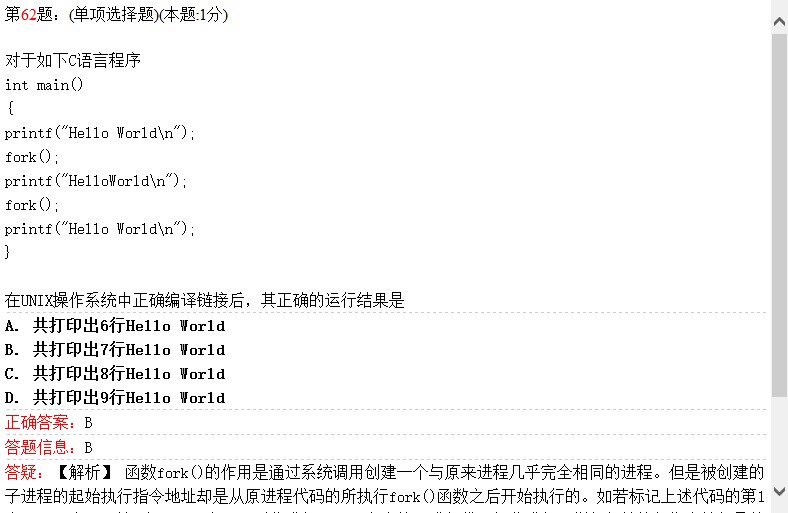 第62题：(单项选择题)(本题:1分)
对于如下C语言程序
int main()
{
printf("Hello World\n");
fork();
printf("HelloWorld\n");
fork();
printf("Hello World\n");
}
在UNIX操作系统中正确编译链接后，其正确的运行结果是
A. 共打印出6行Hello World
B. 共打印出7行Hello World
C. 共打印出8行Hello World
D. 共打印出9行Hello World
正确答案：B
答题信息：B
答疑：【解析】 函数fork()的作用是通过系统调用创建一个与原来进程几乎完全相同的进程。但是被创建的
子进程的起始执行指令地址却是从原进程代码的所执行fork()函数之后开始执行的。如若标记上述代码的第1